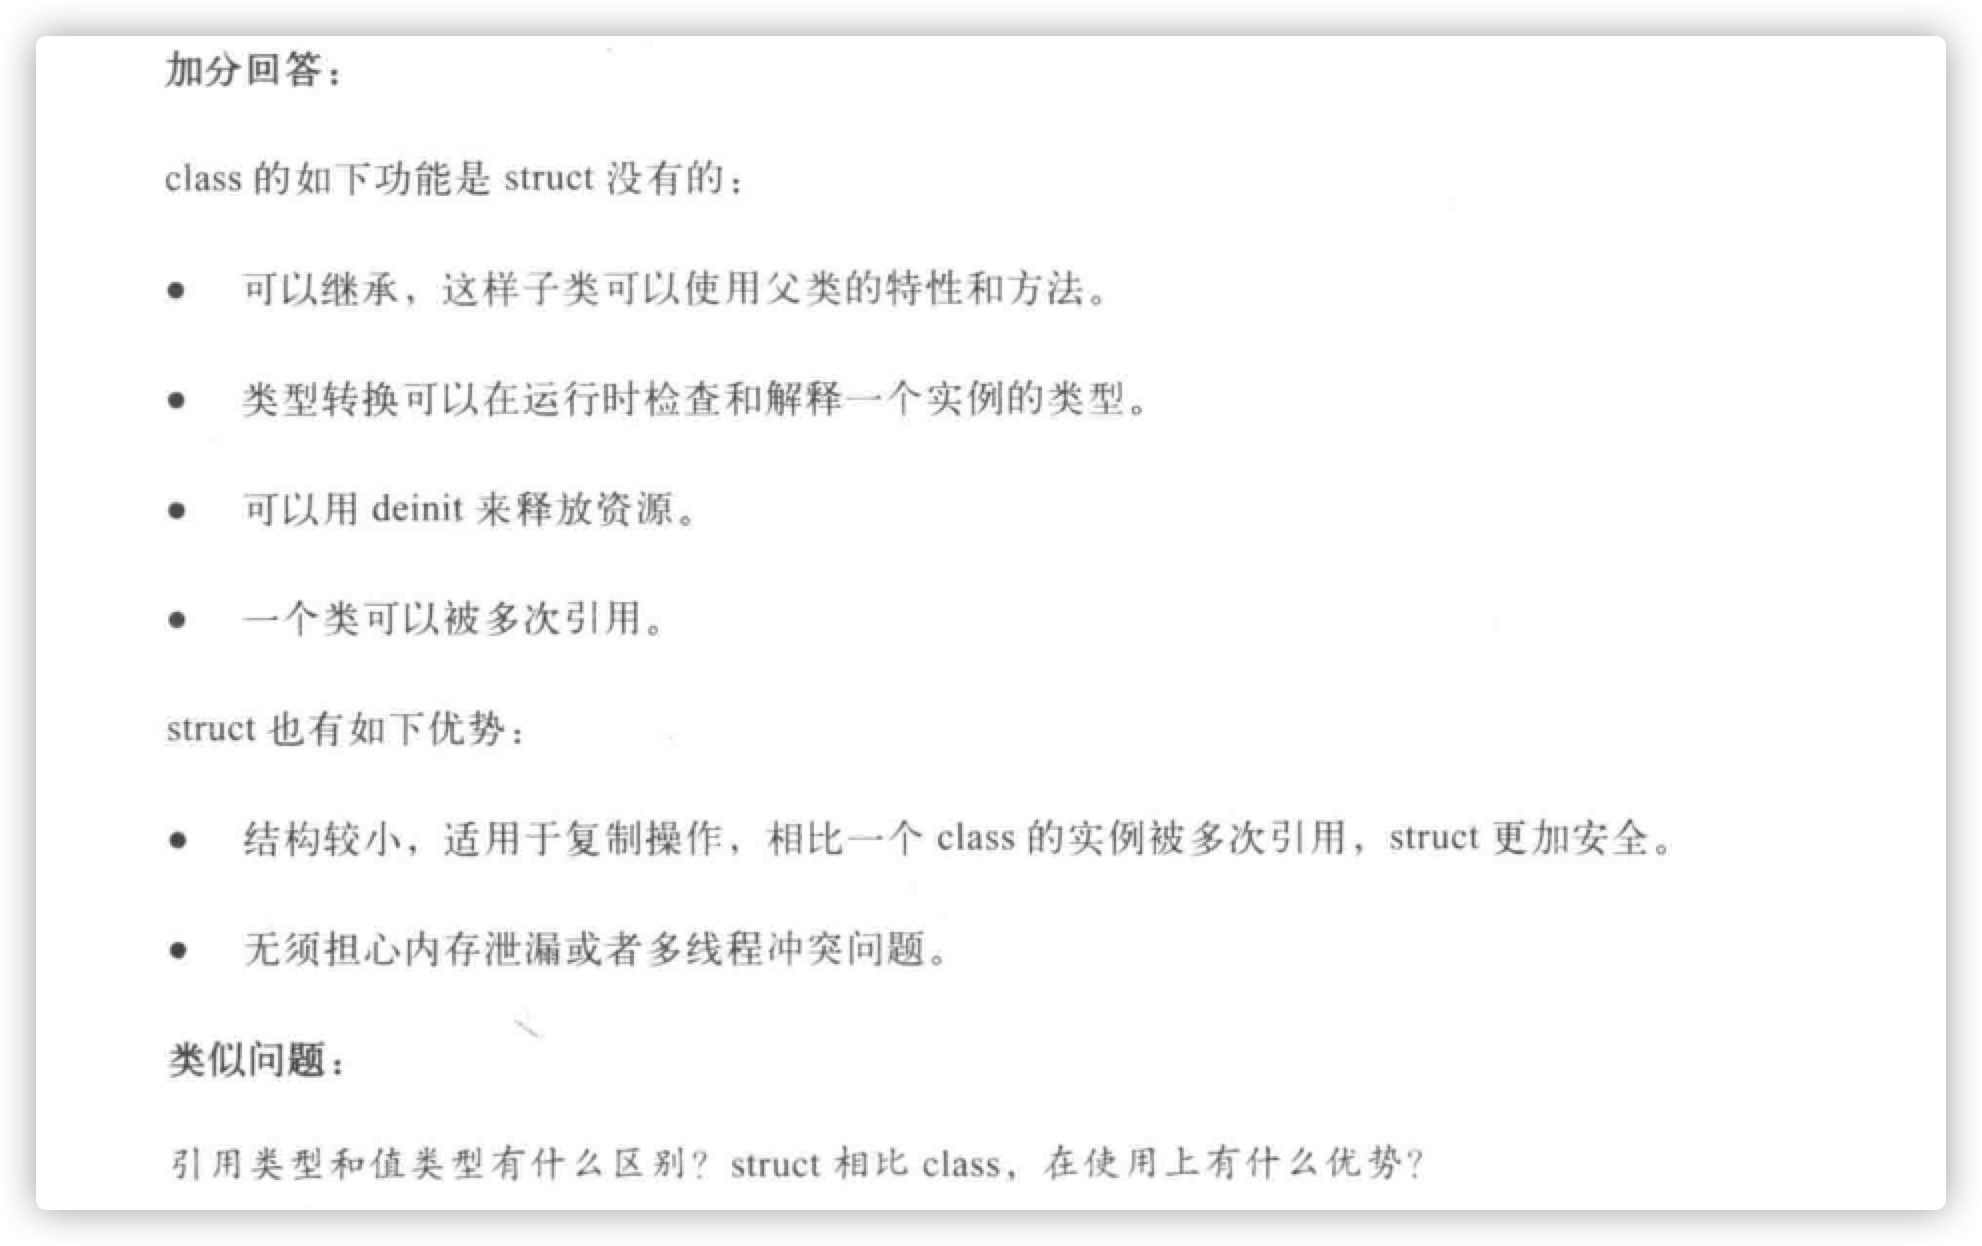 加分回答：
class 的如下功能是 struct 没有的：
● 可以继承，这样子类可以使用父类的特性和方法。
● 类型转换可以在运行时检查和解释一个实例的类型。
● 可以用 deinit 来释放资源。
● 一个类可以被多次引用。
struct 也有如下优势：
● 结构较小，适用于复制操作，相比一个 class 的实例被多次引用，struct 更加安全。
● 无须担心内存泄漏或者多线程冲突问题。
类似问题：
引用类型和值类型有什么区别？struct 相比 class，在使用上有什么优势？